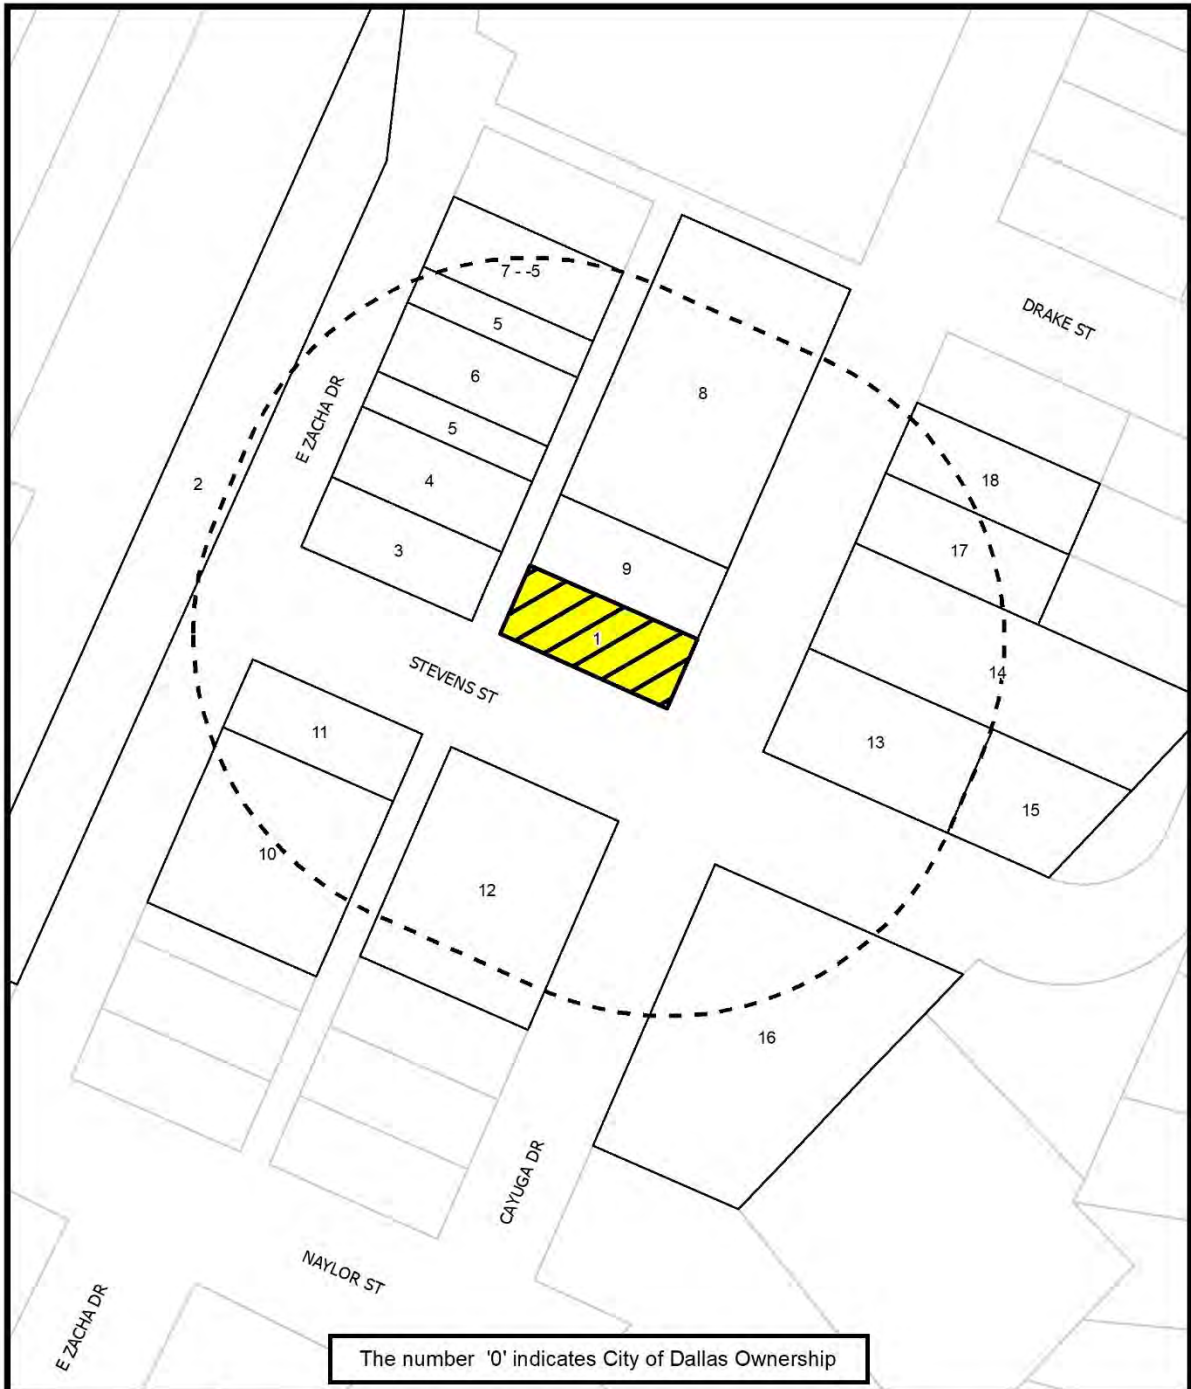 7 - -5
DRAKE ST
5
E ZACHA DR
6
8
5
2
4
18
3
17
9
1
STEVENS ST
14
11
13
15
10
12
16
CAYUGA DR
NAYLOR ST
E ZACHA DR
The number '0' indicates City of Dallas Ownership